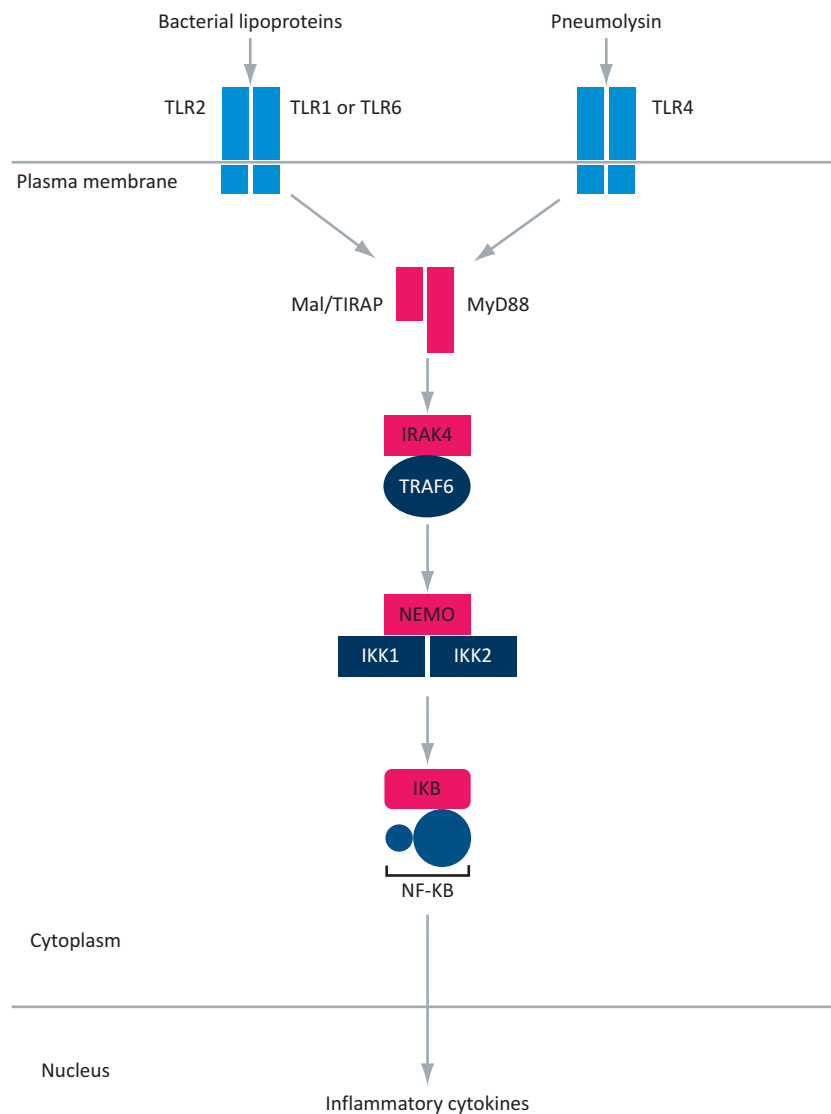 Bacterial lipoproteins
Pneumolysin
TLR2
TLR1 or TLR6
TLR4
Plasma membrane
Mal/TIRAP
MyD88
IRAK4
TRAF6
NEMO
IKK1
IKK2
IKB
NF-KB
Cytoplasm
Nucleus
Inflammatory cytokines